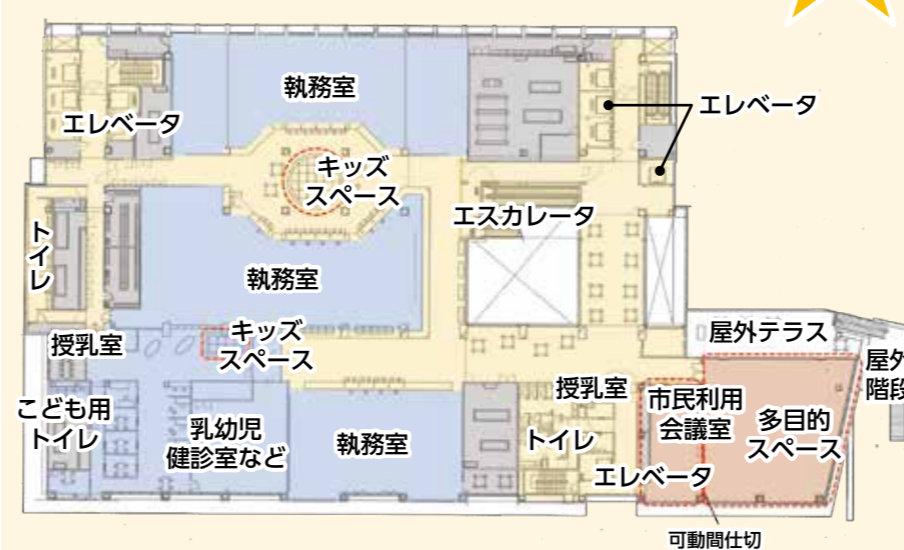 執務室
エレベータ
エレベータ
キッズ
スペース
エスカレータ
トイレ
執務室
キッズ
スペース
屋外テラス
授乳室
屋外
階段
授乳室
市民利用
会議室
多目的
スペース
こども用
トイレ
乳幼児
健診室など
執務室
トイレ
エレベータ
可動間仕切